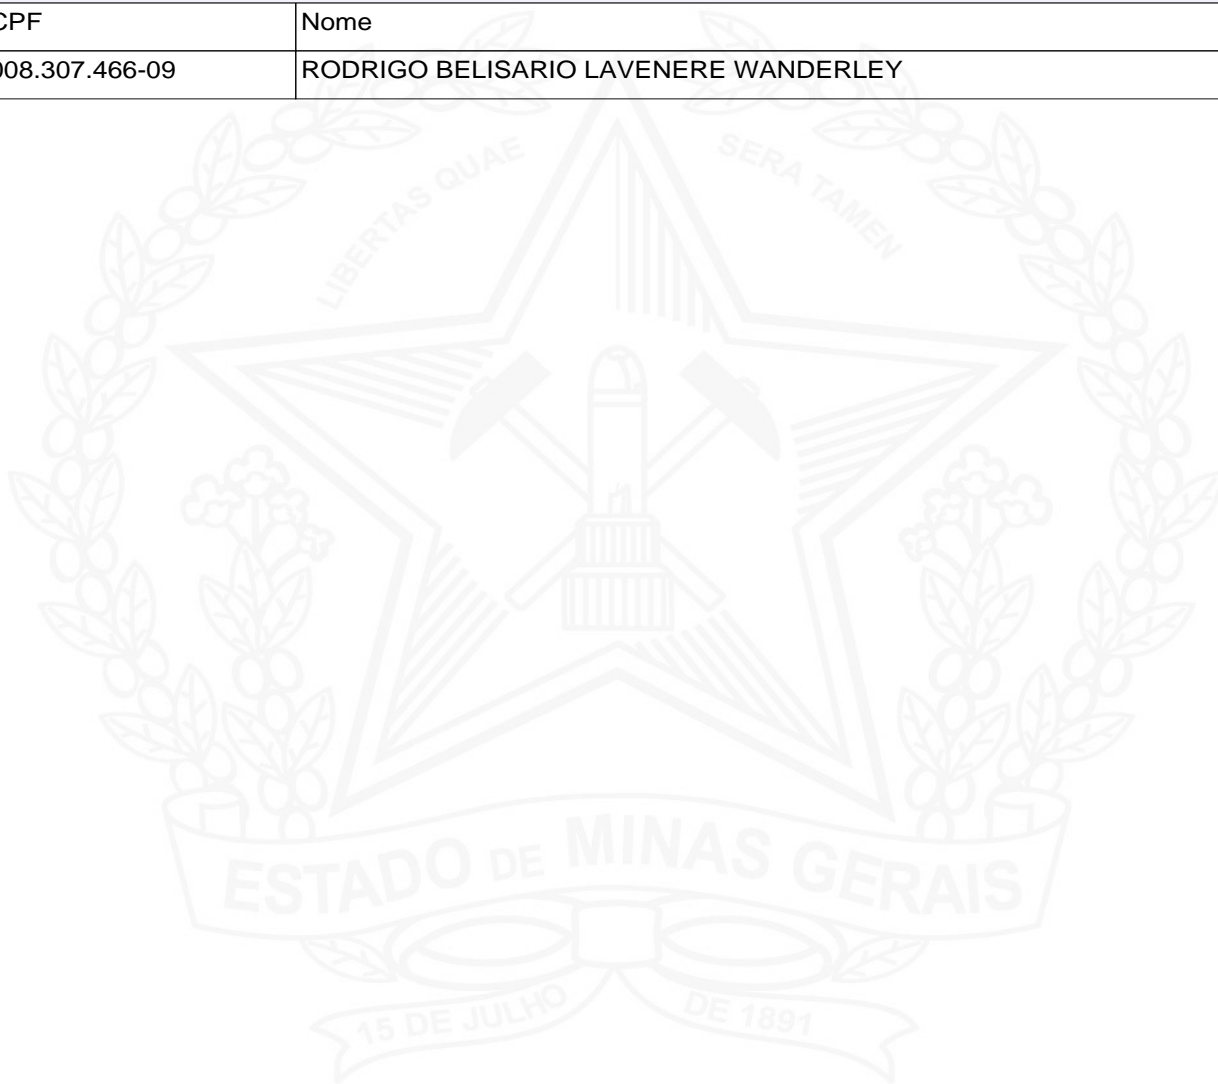 CPF Nome
008.307.466-09 RODRIGO BELISARIO LAVENERE WANDERLEY
LIBERTAS QUAE SERA TAMEN
ESTADO DE MINAS GERAIS
15 DE JULHO DE 1891